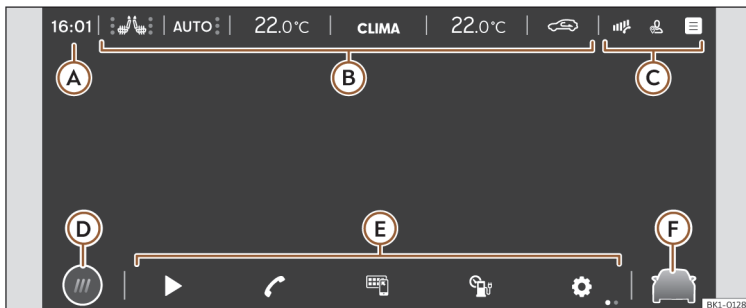 16:01 AUTO 22.0°C CLIMA 22.0°C
A B C
D E F
BK1-0128